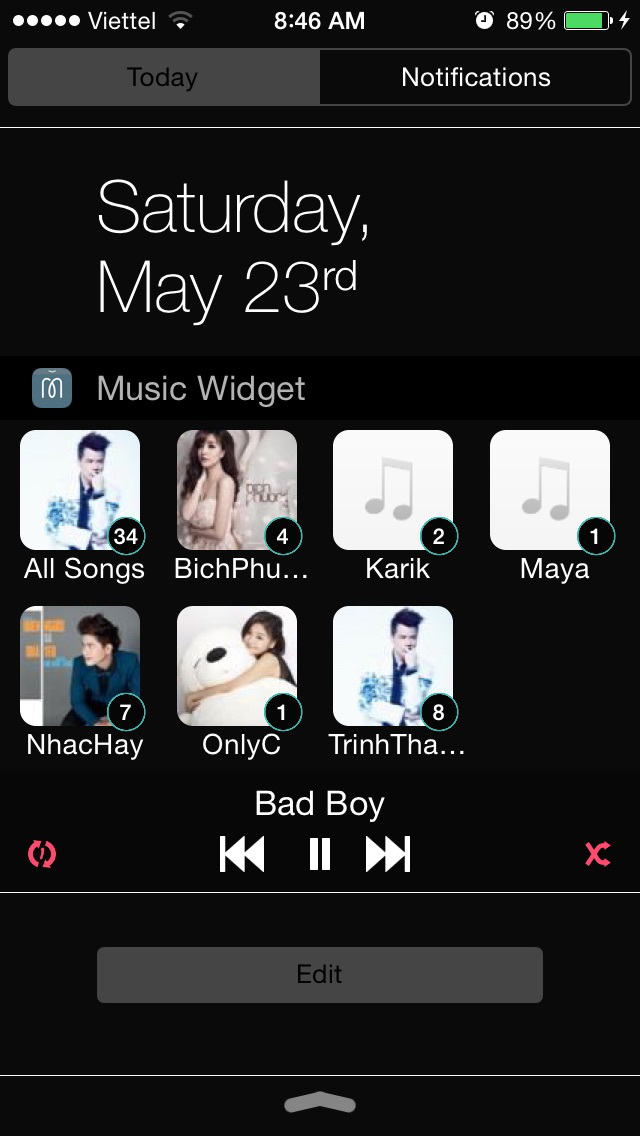 Viettel 8:46 AM 89%
Today Notifications
Saturday,
May 23rd
Music Widget
34 4 2 1
All Songs BichPhu... Karik Maya
7 1 8
NhacHay OnlyC TrinhTha...
Bad Boy
Edit